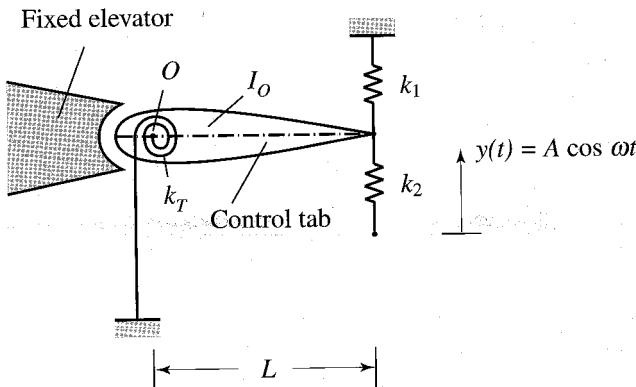 Fixed elevator
O
I_O
k_1
y(t) = A cos ωt
k_2
k_T
Control tab
L